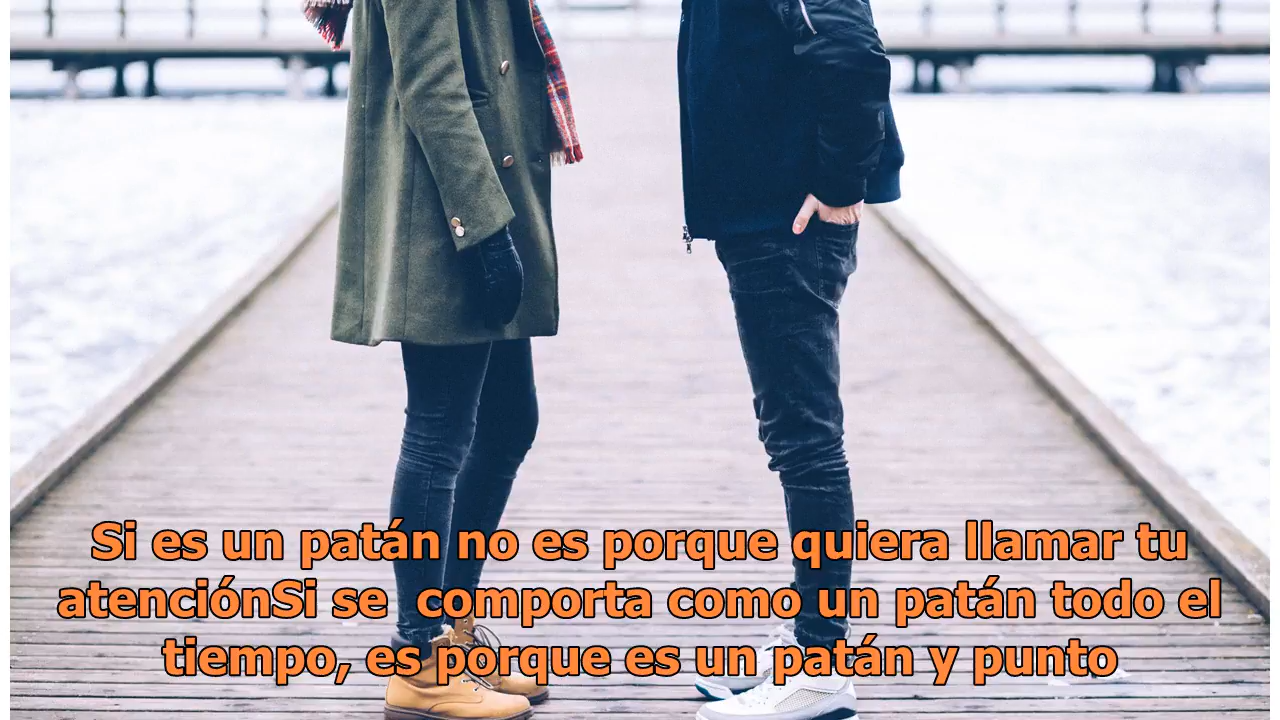 Si es un patán no es porque quiera llamar tu
atenciónSi se  comporta como un patán todo el
tiempo, es porque es un patán y punto